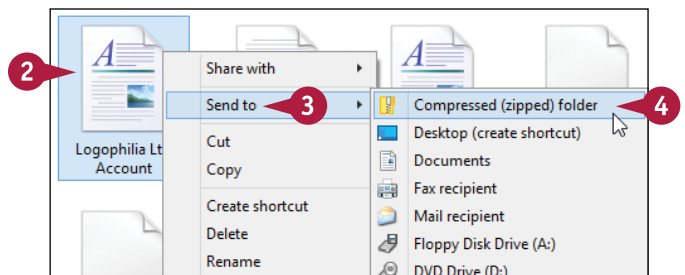 2
Logophilia Lt
Account
Share with
Send to
3
Cut
Copy
Create shortcut
Delete
Rename
Compressed (zipped) folder
4
Desktop (create shortcut)
Documents
Fax recipient
Mail recipient
Floppy Disk Drive (A:)
DVD Drive (D:)